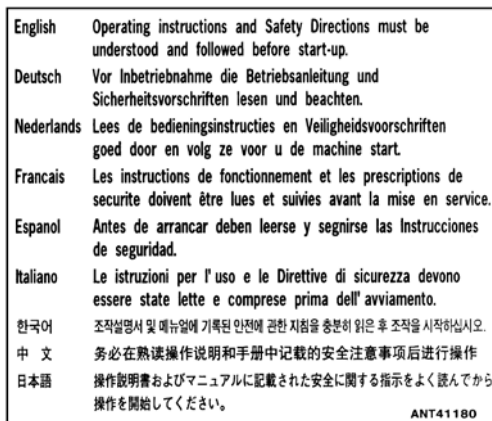 English Operating instructions and Safety Directions must be
understood and followed before start-up.
Deutsch Vor Inbetriebnahme die Betriebsanleitung und
Sicherheitsvorschriften lesen und beachten.
Nederlands Lees de bedieningsinstructies en Veiligheidsvoorschriften
goed door en volg ze voor u de machine start.
Francais Les instructions de fonctionnement et les prescriptions de
securite doivent être lues et suivies avant la mise en service.
Espanol Antes de arrancar deben leerse y segnirse las Instrucciones
de seguridad.
Italiano Le istruzioni per l'uso e le Direttive di sicurezza devono
essere state lette e comprese prima dell'avviamento.
한국어 조작설명서 및 메뉴얼에 기록된 안전에 관한 지침을 충분히 읽은 후 조작을 시작하십시오.
中 文 务必在熟读操作说明和手册中记载的安全注意事项后进行操作
日本語 操作説明書およびマニュアルに記載された安全に関する指示をよく読んでから
操作を開始してください。
ANT41180